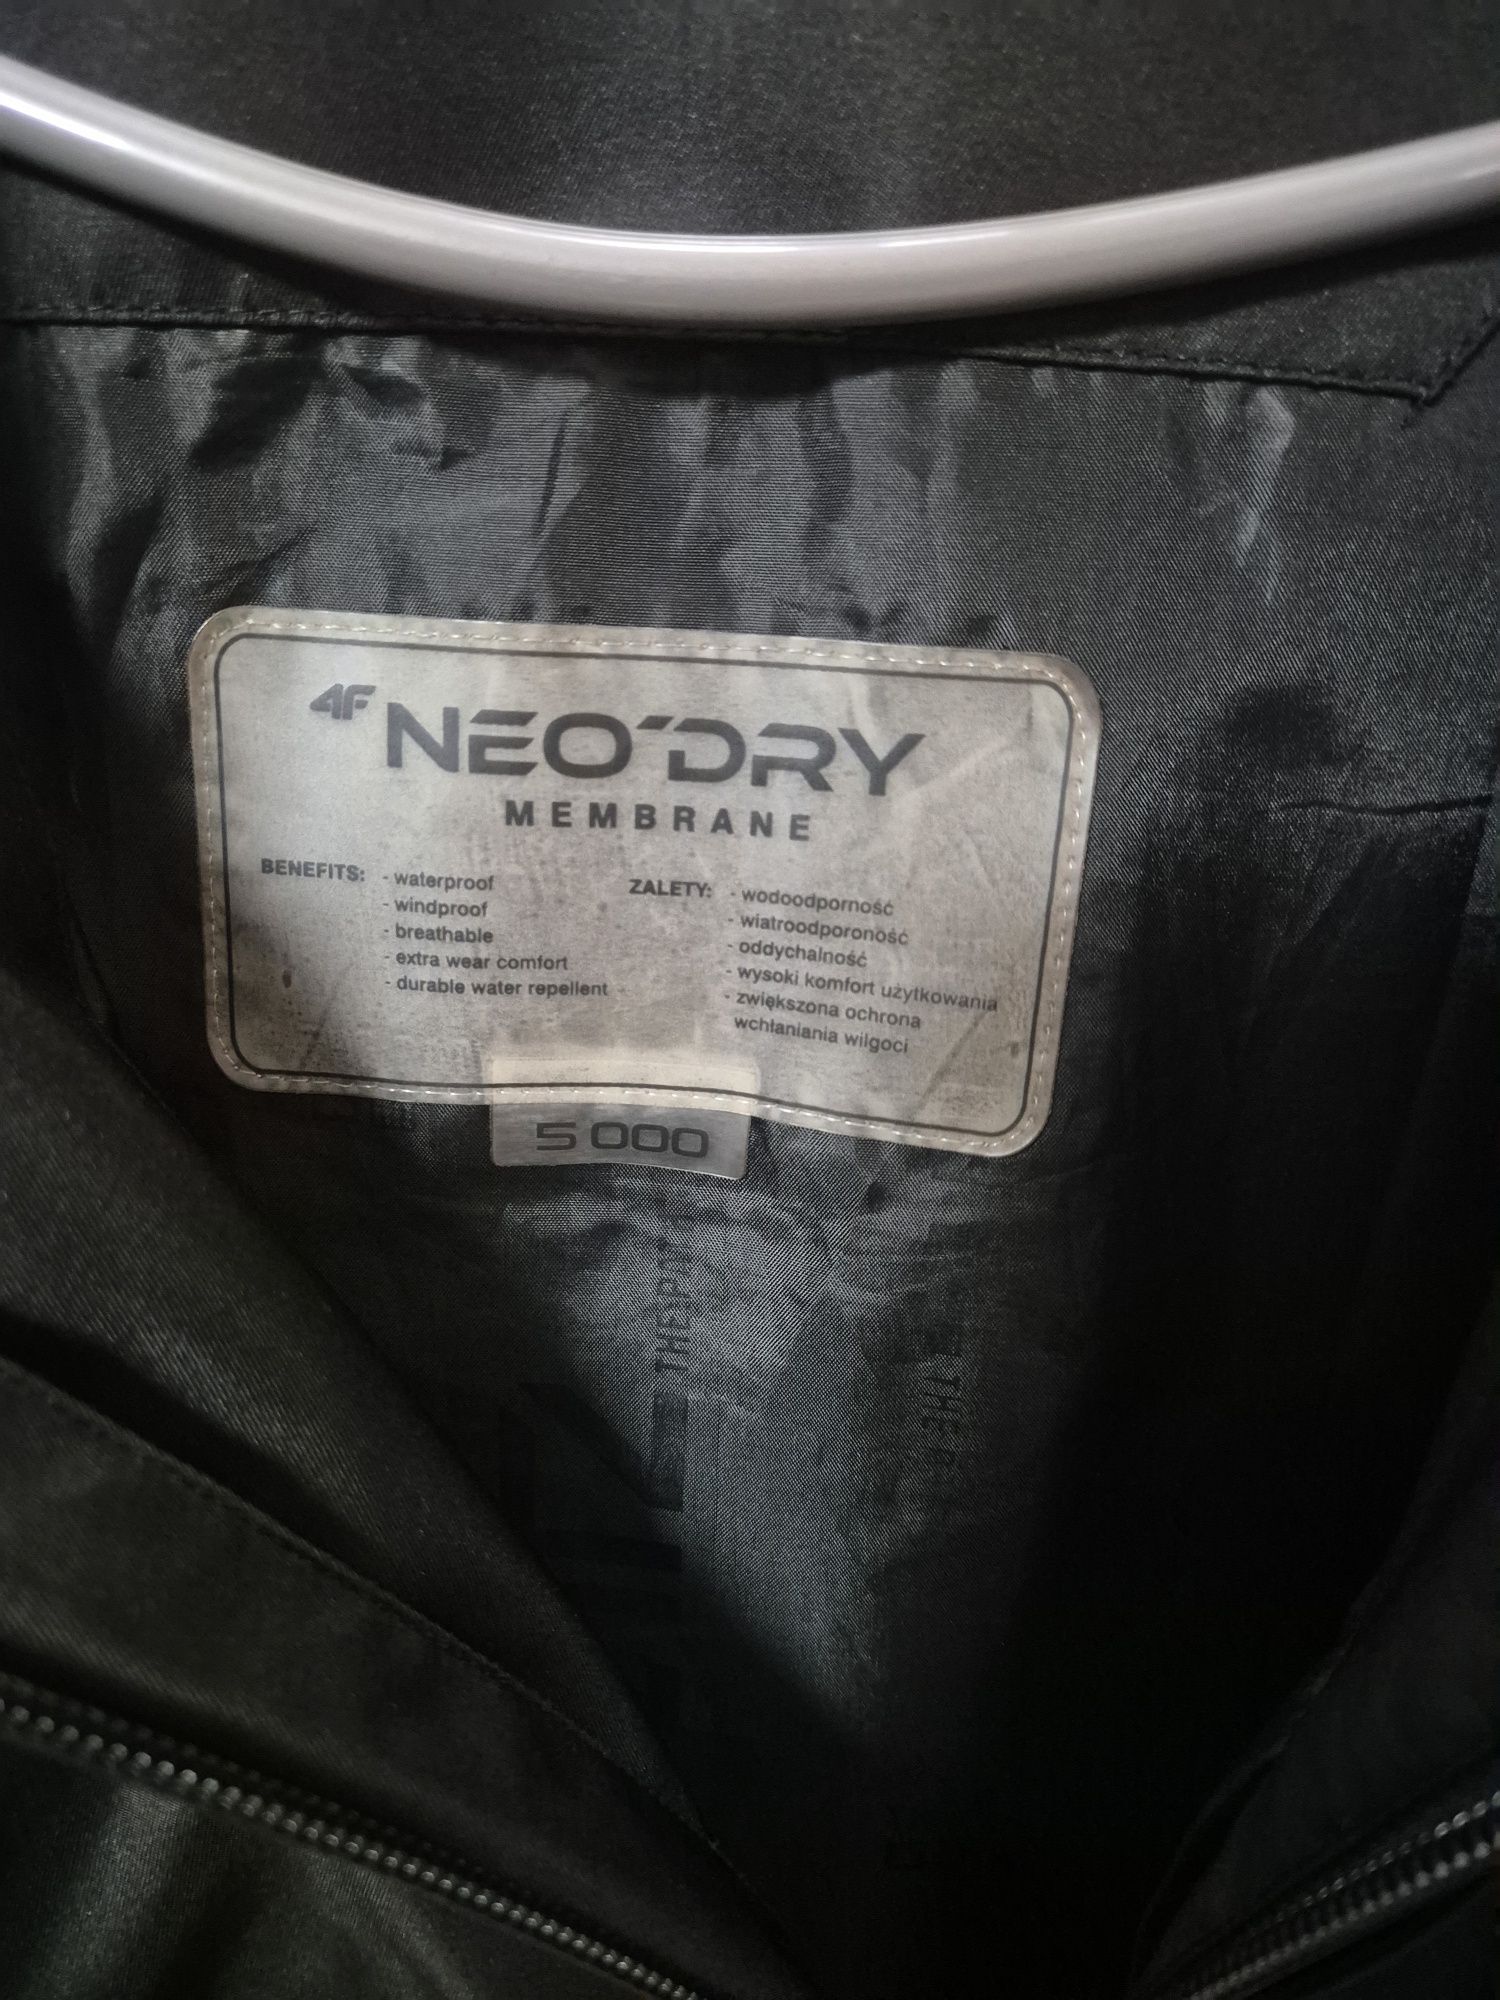 4F NEO'DRY
MEMBRANE
BENEFITS:
- waterproof
- windproof
- breathable
- extra wear comfort
- durable water repellent
ZALETY:
- wodoodporność
- wiatroodporoność
- oddychalność
- wysoki komfort użytkowania
- zwiększona ochrona
wchłaniania wilgoci
5 000